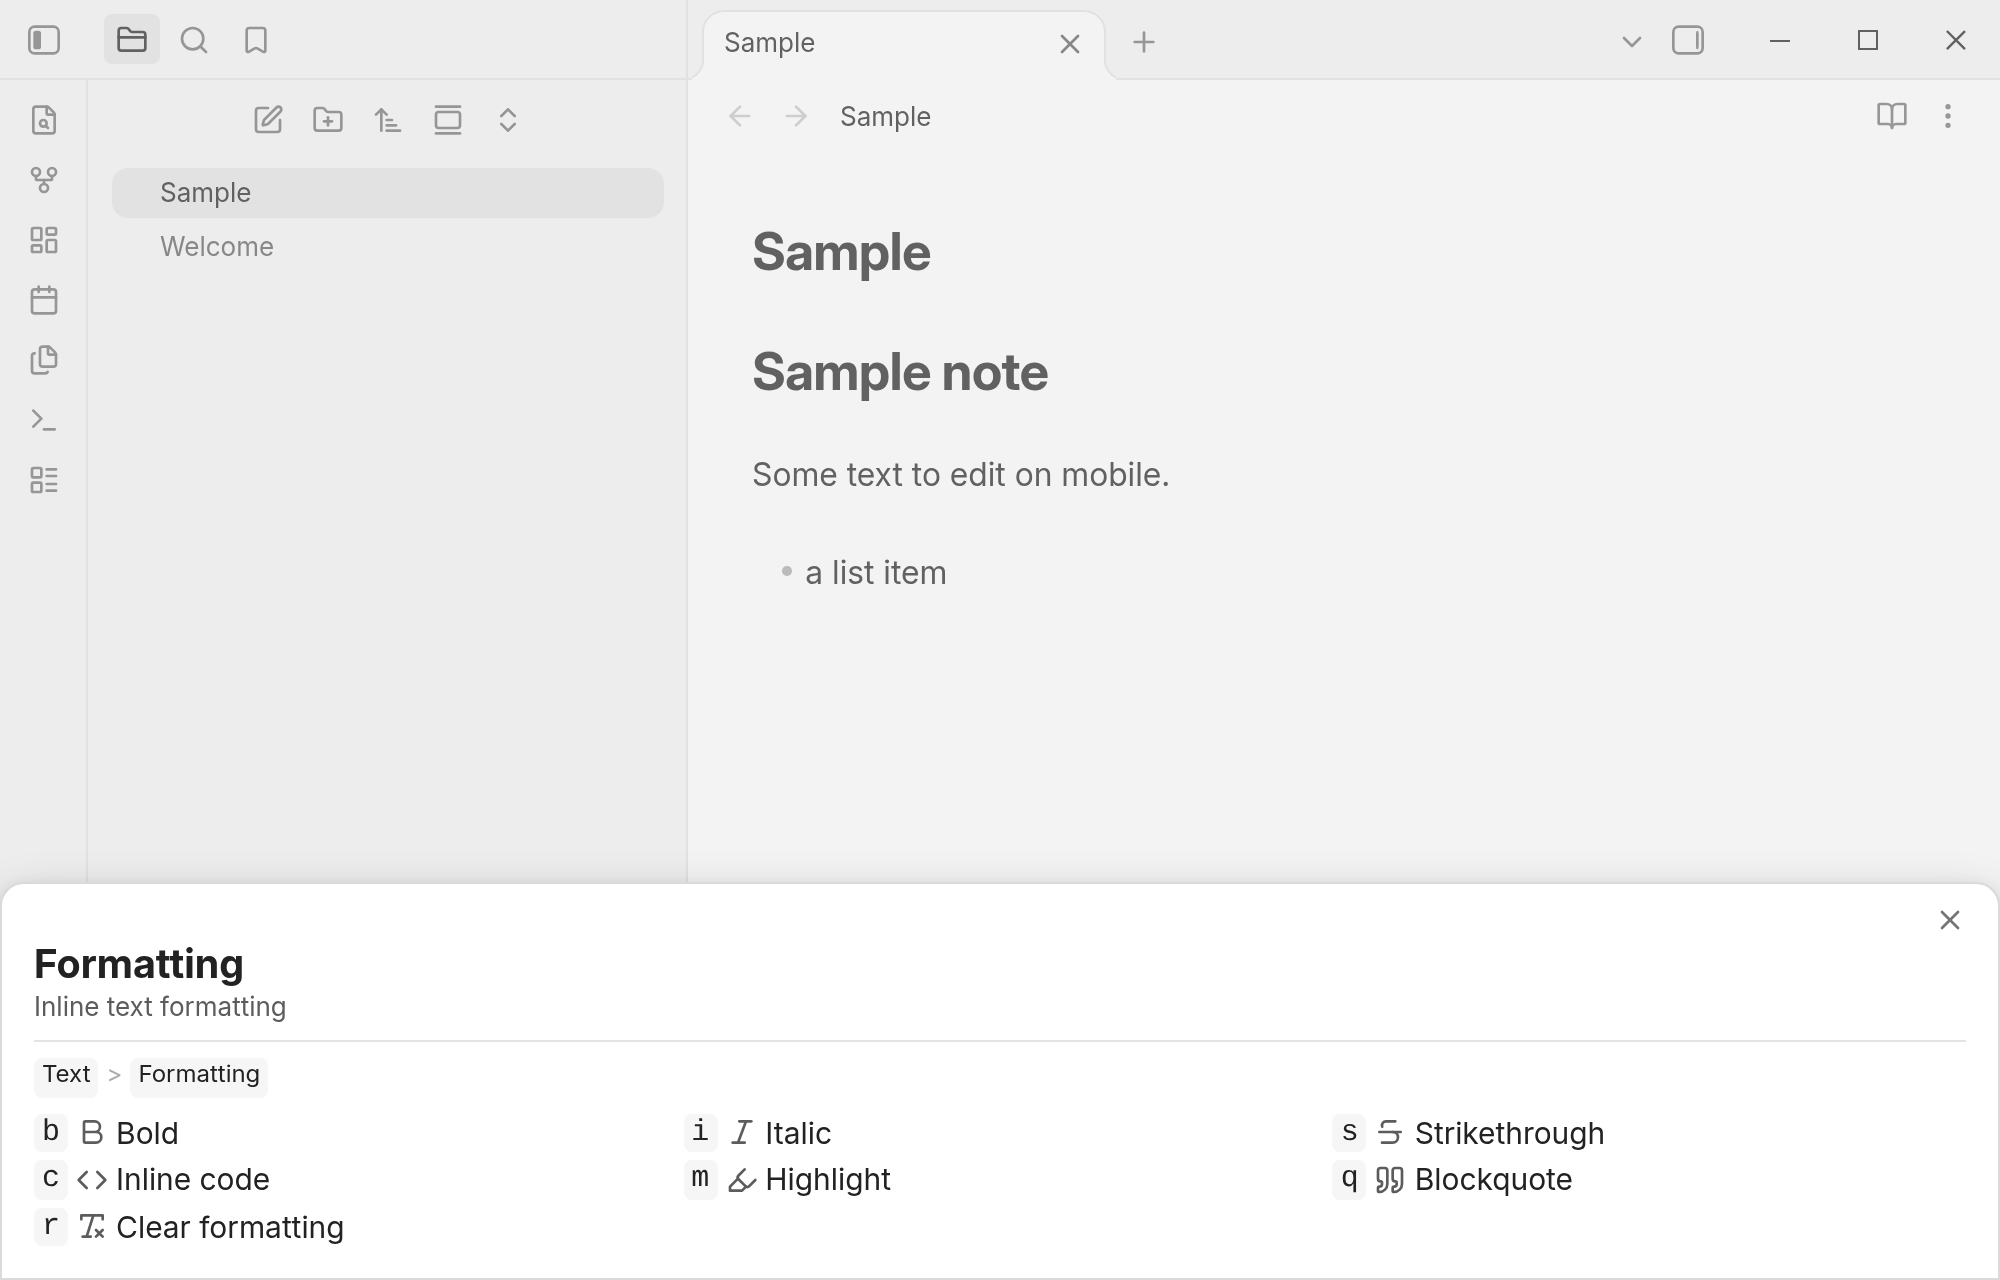 Sample
Sample
Sample
Welcome
Sample
Sample note
Some text to edit on mobile.
a list item
Formatting
Inline text formatting
Text > Formatting
b Bold
i Italic
s Strikethrough
c Inline code
m Highlight
q Blockquote
r Clear formatting